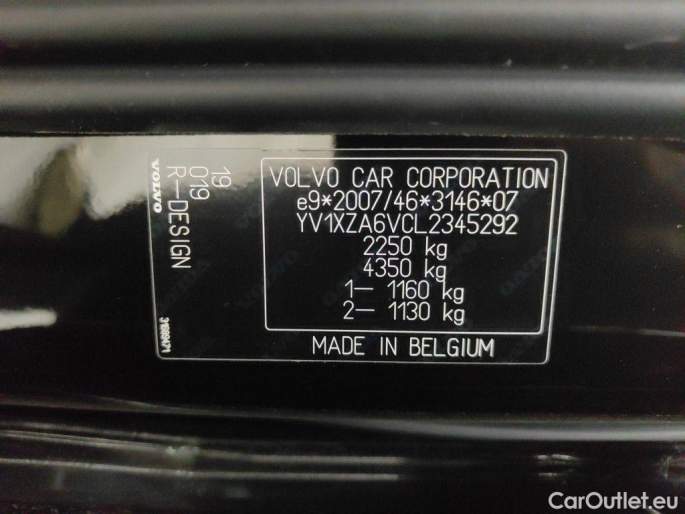 VOLVO CAR CORPORATION
e9*2007/46*3146*07
YV1XZA6VCL2345292
2250 kg
4350 kg
1– 1160 kg
2– 1130 kg
MADE IN BELGIUM
19
019
R–DESIGN
VOLVO
CarOutlet.eu